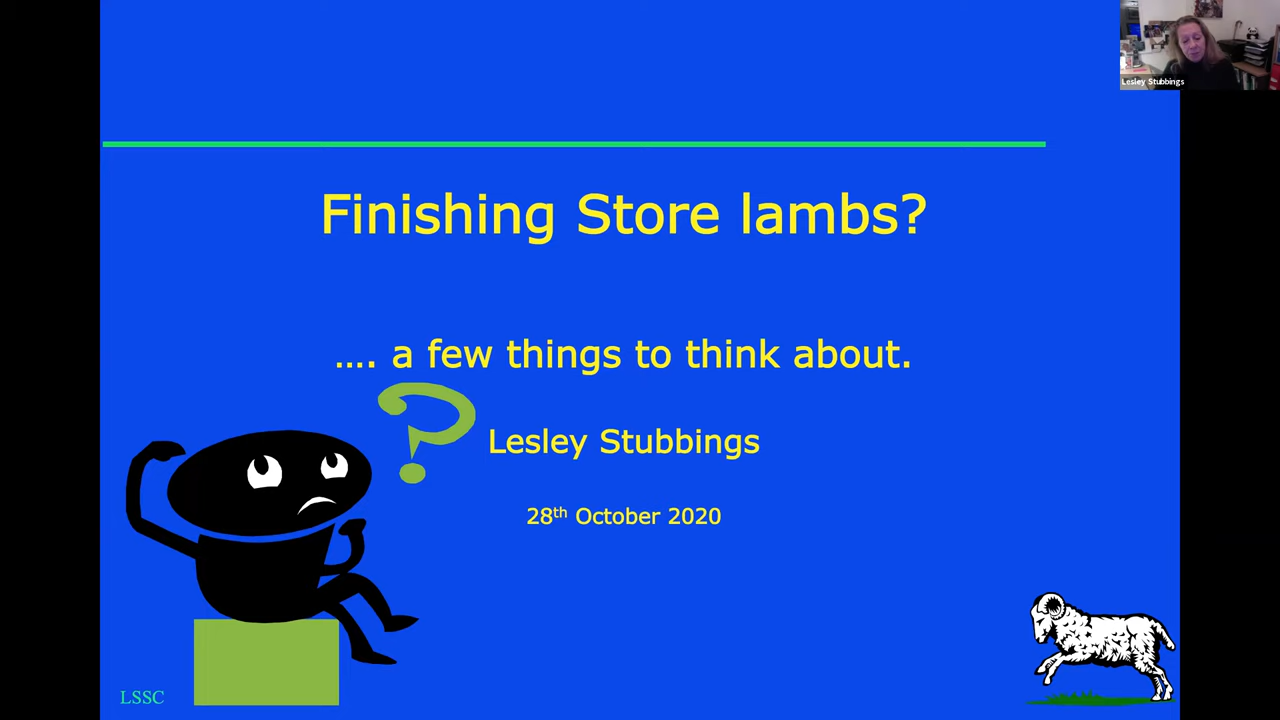 Lesley Stubbings
Finishing Store lambs?
…. a few things to think about.
?
Lesley Stubbings
28th October 2020
LSSC